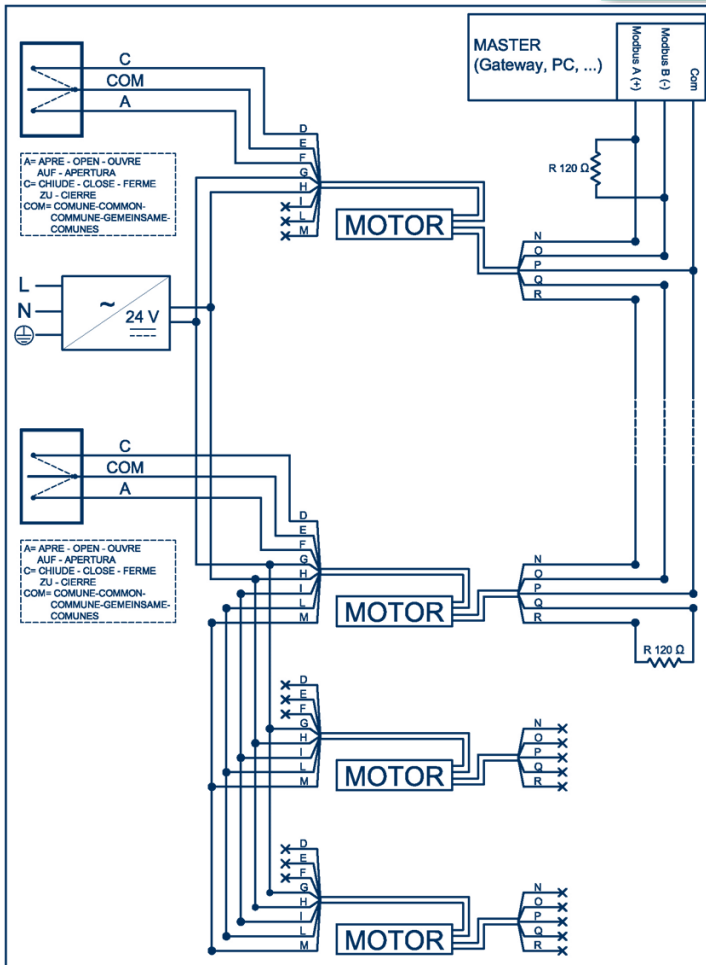 C
COM
A
A= APRE - OPEN - OUVRE
AUF - APERTURA
C= CHIUDE - CLOSE - FERME
ZU - CIERRE
COM= COMUNE-COMMON-
COMMUNE-GEMEINSAME-
COMUNES
MASTER
(Gateway, PC, ...)
Modbus A (+)
Modbus B (-)
Com
R 120 Ω
D
E
F
G
H
I
L
M
MOTOR
N
O
P
Q
R
L
N
~
24 V
C
COM
A
A= APRE - OPEN - OUVRE
AUF - APERTURA
C= CHIUDE - CLOSE - FERME
ZU - CIERRE
COM= COMUNE-COMMON-
COMMUNE-GEMEINSAME-
COMUNES
D
E
F
G
H
I
L
M
MOTOR
N
O
P
Q
R
R 120 Ω
D
E
F
G
H
I
L
M
MOTOR
N
O
P
Q
R
D
E
F
G
H
I
L
M
MOTOR
N
O
P
Q
R